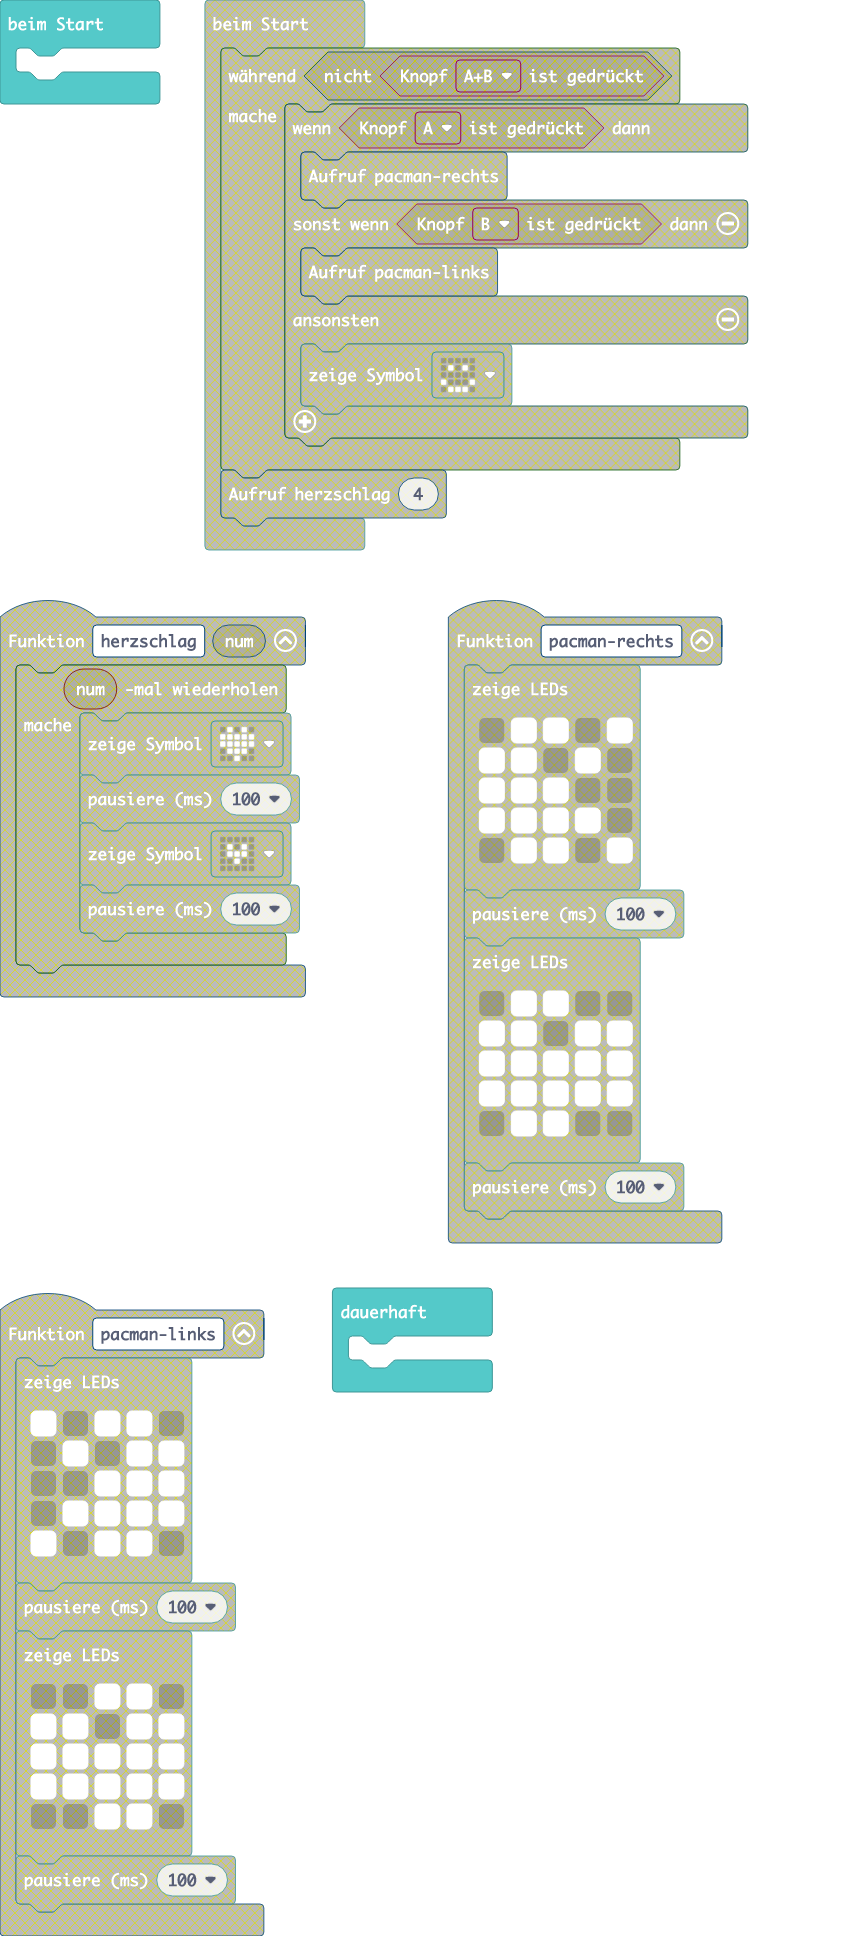 beim Start
beim Start
während nicht Knopf A+B ist gedrückt
mache
wenn Knopf A ist gedrückt dann
Aufruf pacman-rechts
sonst wenn Knopf B ist gedrückt dann
Aufruf pacman-links
ansonsten
zeige Symbol
Aufruf herzschlag 4
Funktion herzschlag num
num -mal wiederholen
mache
zeige Symbol
pausiere (ms) 100
zeige Symbol
pausiere (ms) 100
Funktion pacman-rechts
zeige LEDs
pausiere (ms) 100
zeige LEDs
pausiere (ms) 100
Funktion pacman-links
zeige LEDs
pausiere (ms) 100
zeige LEDs
pausiere (ms) 100
dauerhaft